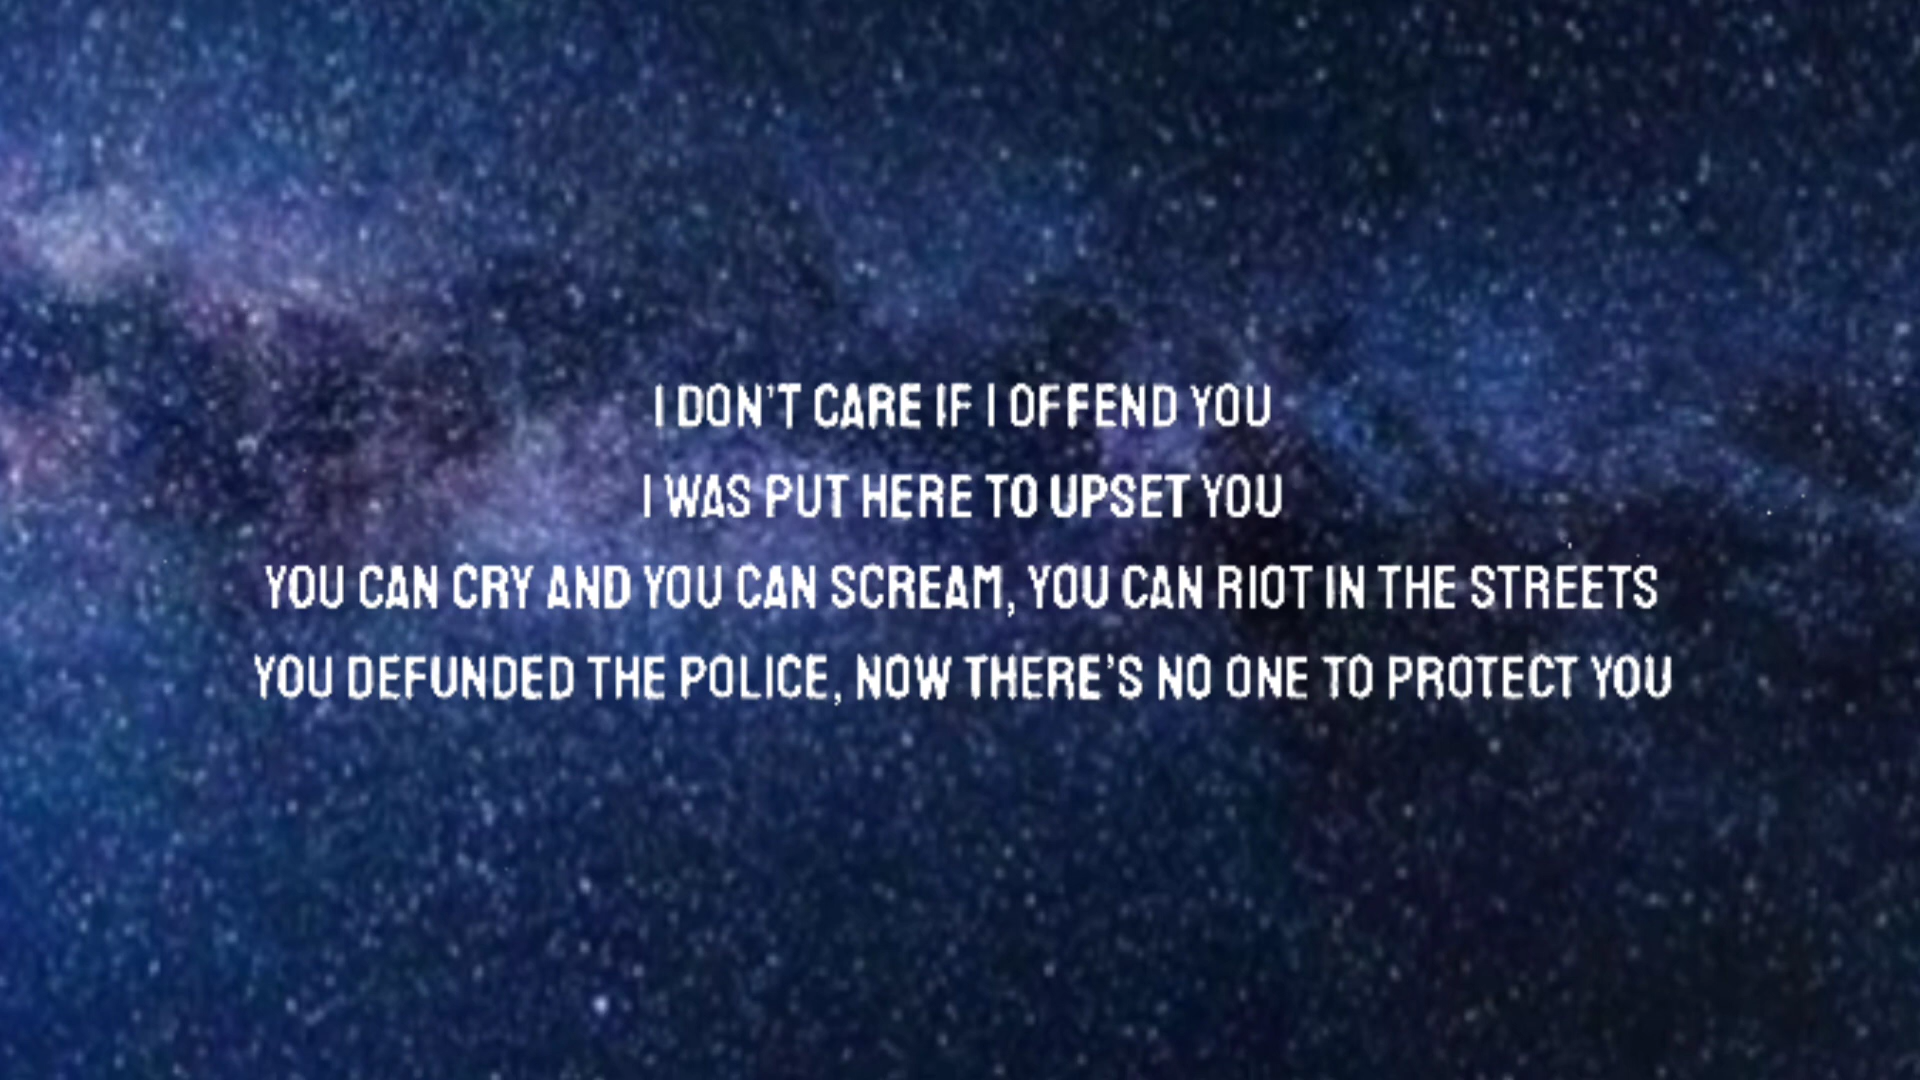 I DON'T CARE IF I OFFEND YOU
I WAS PUT HERE TO UPSET YOU
YOU CAN CRY AND YOU CAN SCREAM, YOU CAN RIOT IN THE STREETS
YOU DEFUNDED THE POLICE, NOW THERE'S NO ONE TO PROTECT YOU